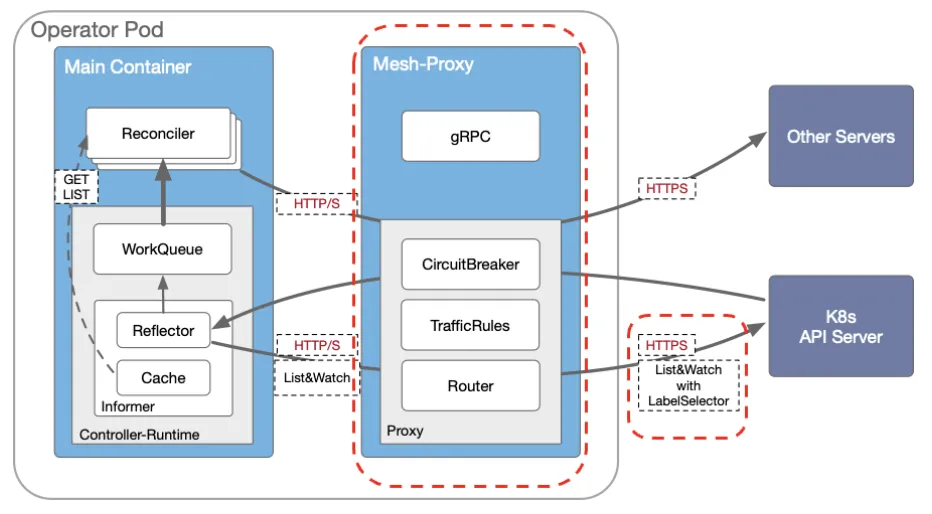 Operator Pod
Main Container
Reconciler
GET
LIST
WorkQueue
Reflector
Cache
Informer
Controller-Runtime
HTTP/S
HTTP/S
List&Watch
Mesh-Proxy
gRPC
CircuitBreaker
TrafficRules
Router
Proxy
HTTPS
HTTPS
List&Watch
with
LabelSelector
Other Servers
K8s
API Server